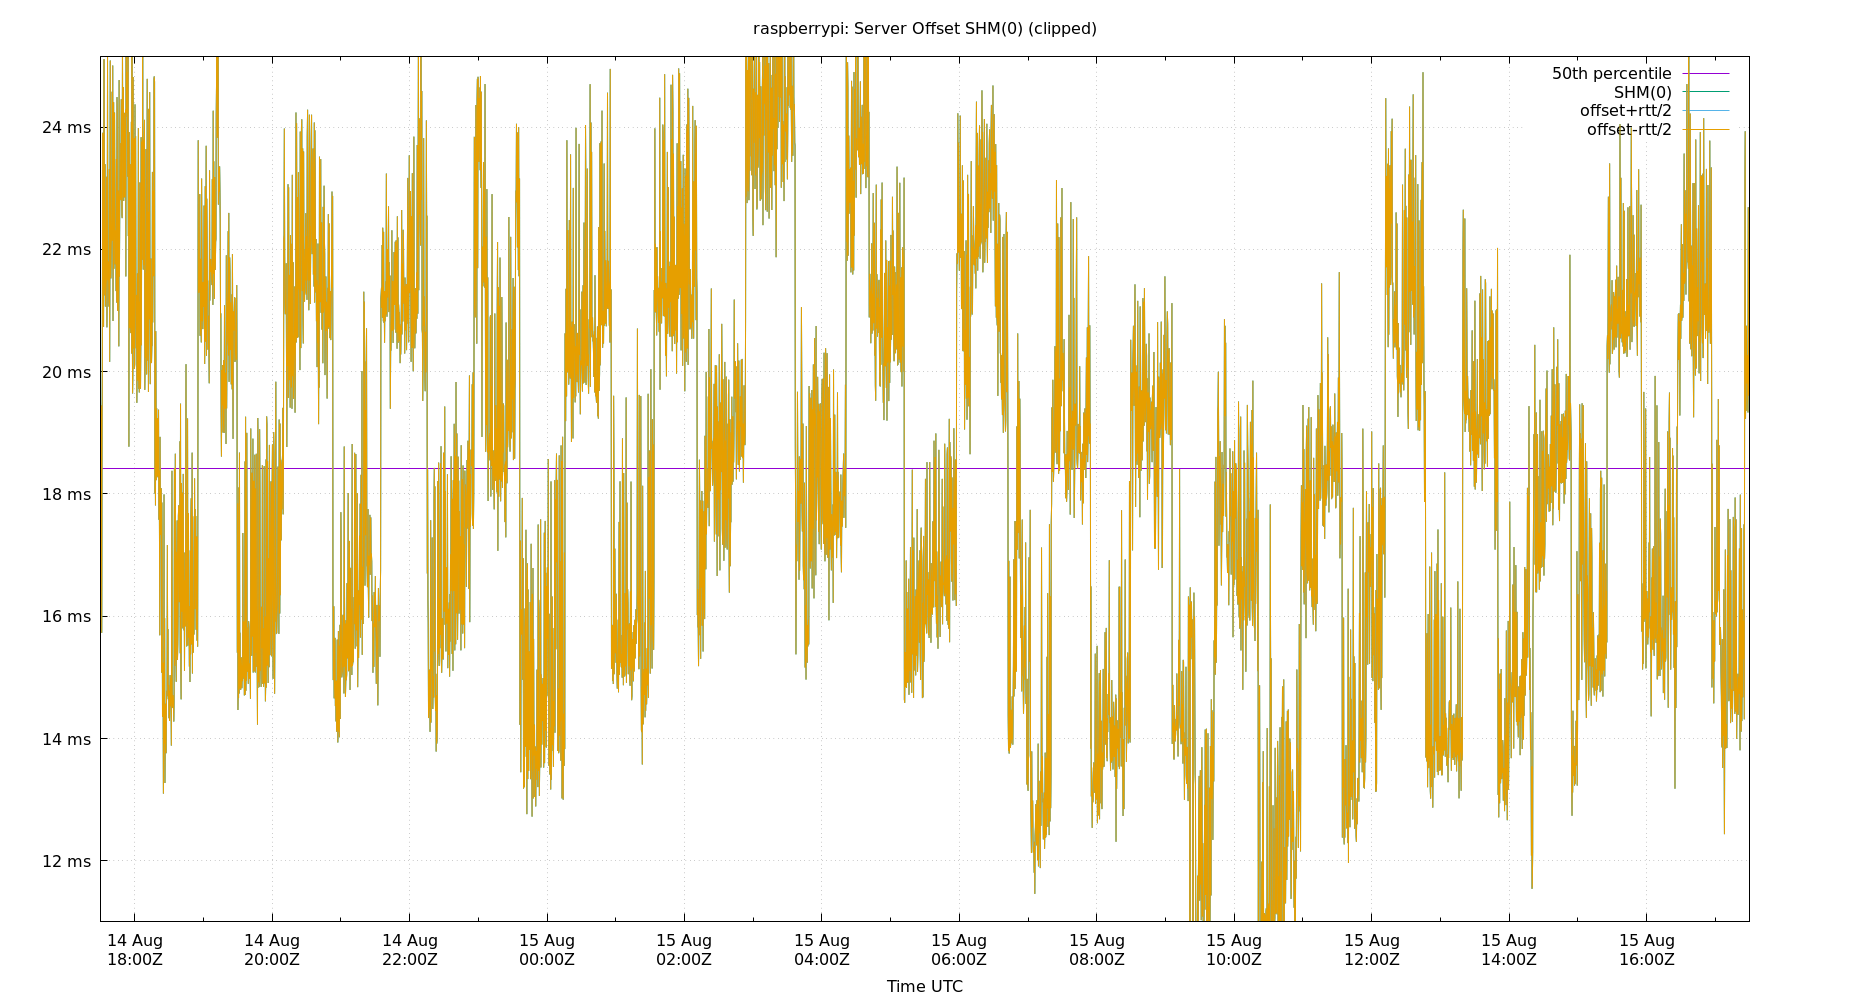 raspberrypi: Server Offset SHM(0) (clipped)
50th percentile
SHM(0)
offset+rtt/2
offset-rtt/2
24 ms
22 ms
20 ms
18 ms
16 ms
14 ms
12 ms
14 Aug 14 Aug 14 Aug 15 Aug 15 Aug 15 Aug 15 Aug 15 Aug 15 Aug 15 Aug 15 Aug 15 Aug
18:00Z 20:00Z 22:00Z 00:00Z 02:00Z 04:00Z 06:00Z 08:00Z 10:00Z 12:00Z 14:00Z 16:00Z
Time UTC